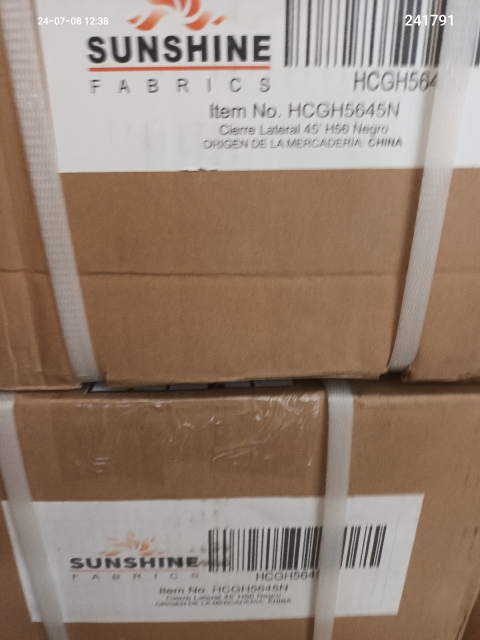 24-07-08 12:38
241791
SUNSHINE
FABRICS
HCGH564
Item No. HCGH5645N
Cierre Lateral 45' H56 Negro
ORIGEN DE LA MERCADERIA: CHINA
SUNSHINE
FABRICS
HCGH564
Item No. HCGH5645N
Cierre Lateral 45' H56 Negro
ORIGEN DE LA MERCADERIA: CHINA